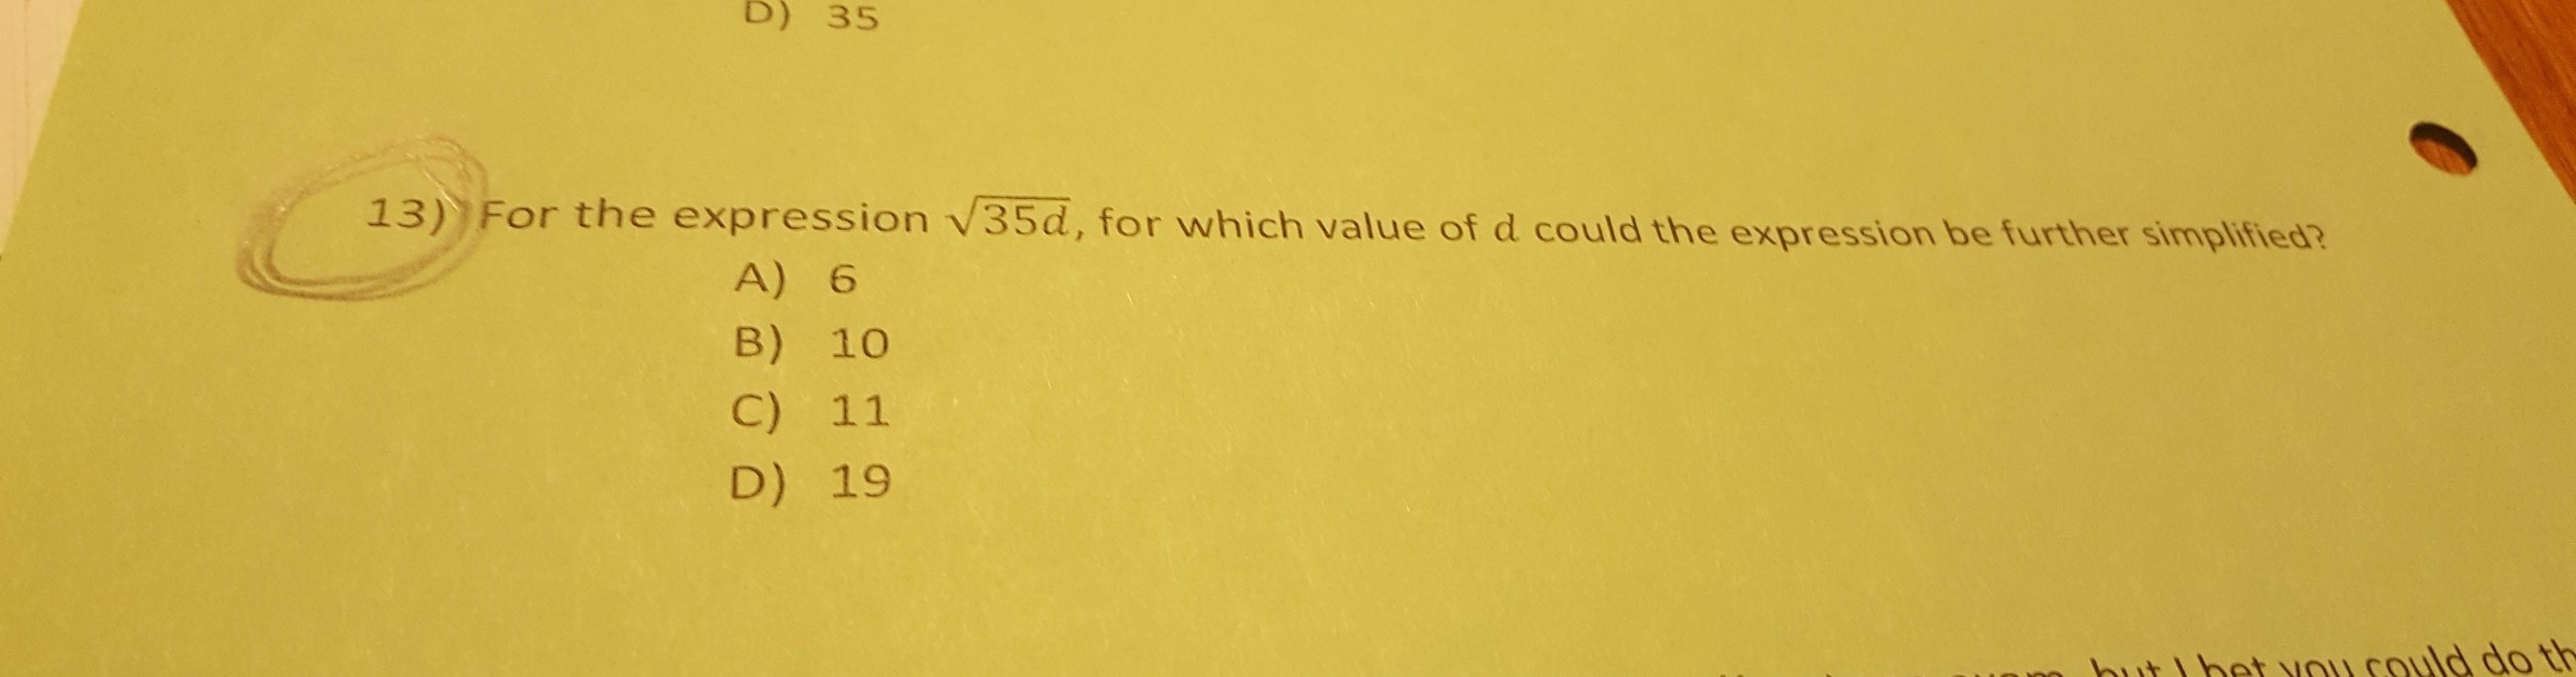 D) 35
13) For the expression √35d, for which value of d could the expression be further simplified?
A) 6
B) 10
C) 11
D) 19
but I bet you could do